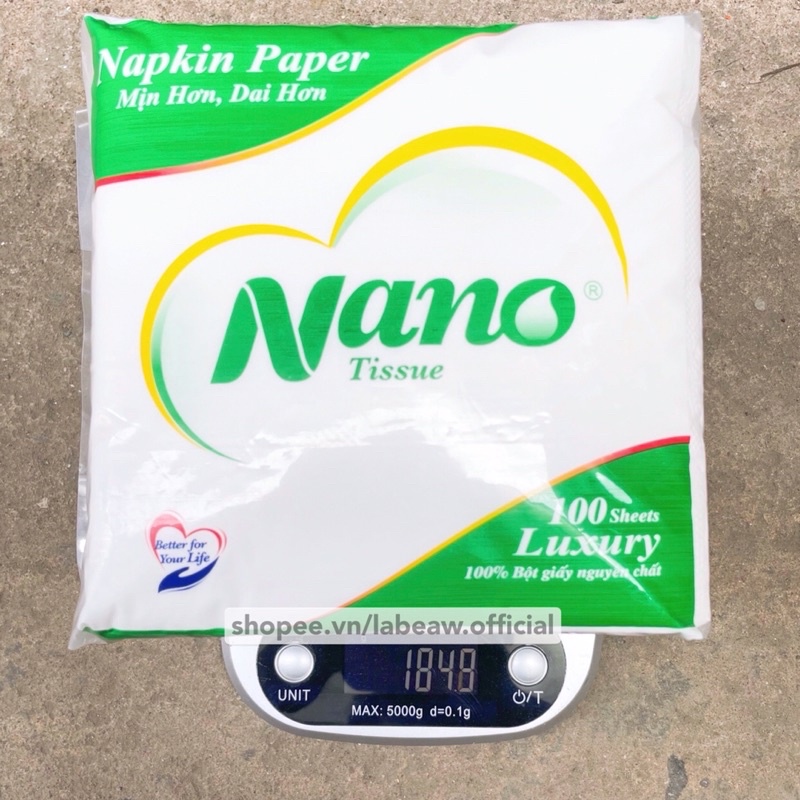 Napkin Paper
Mịn Hơn, Dai Hơn
Nano ®
Tissue
100 Sheets
Luxury
100% Bột giấy nguyên chất
Better for
Your Life
shopee.vn/labeaw.official
184.8
UNIT
⏻/T
MAX: 5000g d=0.1g